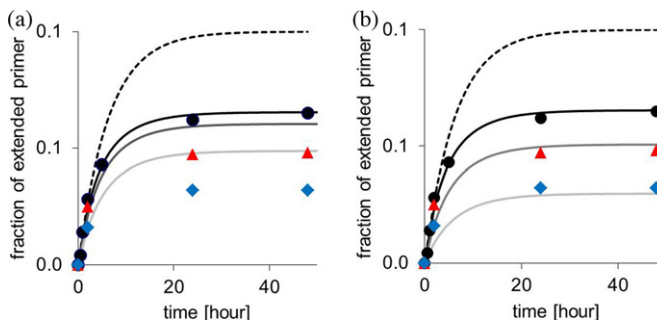 (a)
fraction of extended primer
0.1
0.1
0.0
0 20 40
time [hour]
(b)
fraction of extended primer
0.1
0.1
0.0
0 20 40
time [hour]